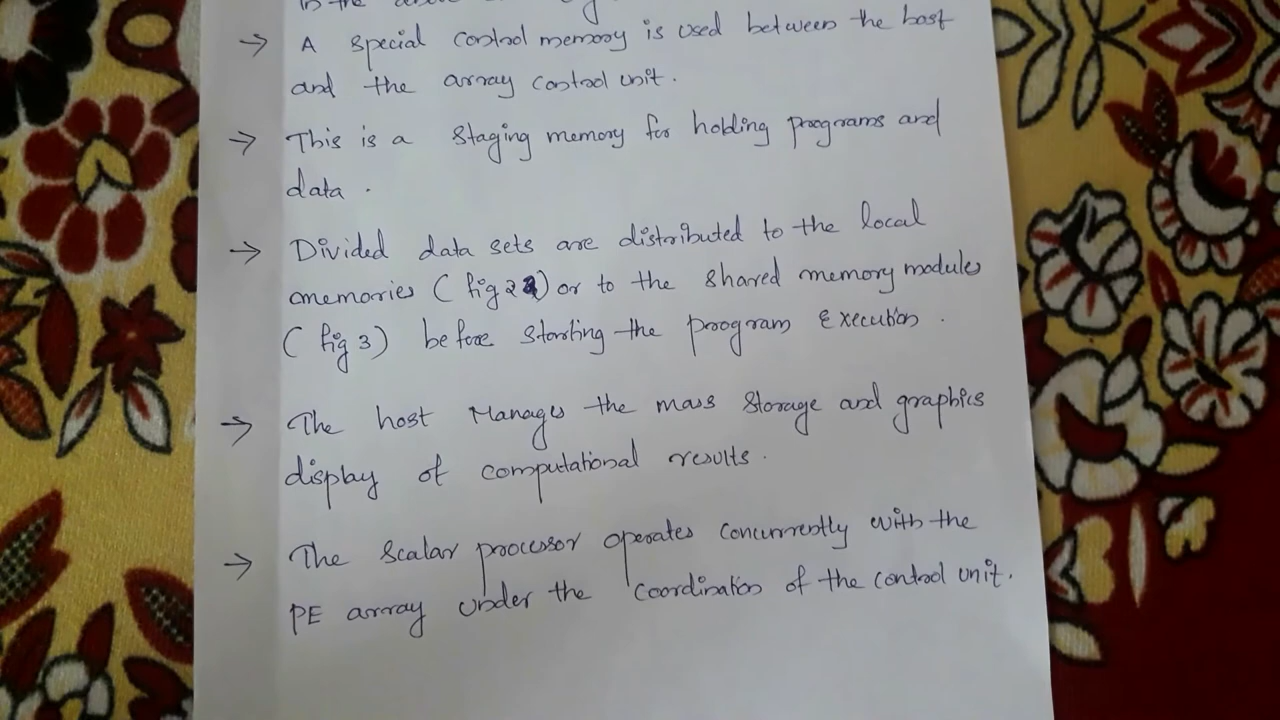 in the above
→ A special control memory is used between the host
and the array control unit.
→ This is a staging memory for holding programs and
data.
→ Divided data sets are distributed to the local
memories (fig 2) or to the shared memory modules
(fig 3) before starting the program Execution.
→ The host Manages the mass storage and graphics
display of computational results.
→ The scalar processor operates concurrently with the
PE array under the coordination of the control unit.